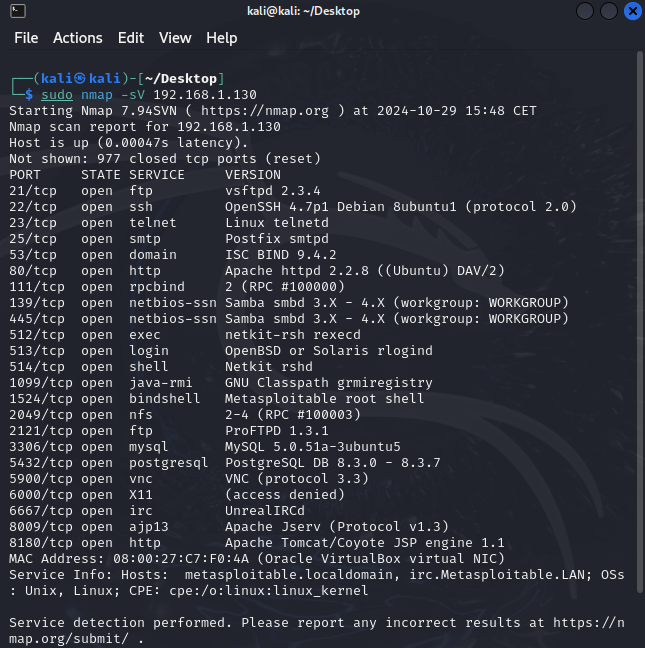 kali@kali: ~/Desktop
File Actions Edit View Help
┌──(kali㉿kali)-[~/Desktop]
└─$ sudo nmap -sV 192.168.1.130
Starting Nmap 7.94SVN ( https://nmap.org ) at 2024-10-29 15:48 CET
Nmap scan report for 192.168.1.130
Host is up (0.00047s latency).
Not shown: 977 closed tcp ports (reset)
PORT     STATE SERVICE     VERSION
21/tcp   open  ftp         vsftpd 2.3.4
22/tcp   open  ssh         OpenSSH 4.7p1 Debian 8ubuntu1 (protocol 2.0)
23/tcp   open  telnet      Linux telnetd
25/tcp   open  smtp        Postfix smtpd
53/tcp   open  domain      ISC BIND 9.4.2
80/tcp   open  http        Apache httpd 2.2.8 ((Ubuntu) DAV/2)
111/tcp  open  rpcbind     2 (RPC #100000)
139/tcp  open  netbios-ssn Samba smbd 3.X - 4.X (workgroup: WORKGROUP)
445/tcp  open  netbios-ssn Samba smbd 3.X - 4.X (workgroup: WORKGROUP)
512/tcp  open  exec        netkit-rsh rexecd
513/tcp  open  login       OpenBSD or Solaris rlogind
514/tcp  open  shell       Netkit rshd
1099/tcp open  java-rmi    GNU Classpath grmiregistry
1524/tcp open  bindshell   Metasploitable root shell
2049/tcp open  nfs         2-4 (RPC #100003)
2121/tcp open  ftp         ProFTPD 1.3.1
3306/tcp open  mysql       MySQL 5.0.51a-3ubuntu5
5432/tcp open  postgresql  PostgreSQL DB 8.3.0 - 8.3.7
5900/tcp open  vnc         VNC (protocol 3.3)
6000/tcp open  X11         (access denied)
6667/tcp open  irc         UnrealIRCd
8009/tcp open  ajp13       Apache Jserv (Protocol v1.3)
8180/tcp open  http        Apache Tomcat/Coyote JSP engine 1.1
MAC Address: 08:00:27:C7:F0:4A (Oracle VirtualBox virtual NIC)
Service Info: Hosts:  metasploitable.localdomain, irc.Metasploitable.LAN; OSs
: Unix, Linux; CPE: cpe:/o:linux:linux_kernel
Service detection performed. Please report any incorrect results at https://n
map.org/submit/ .